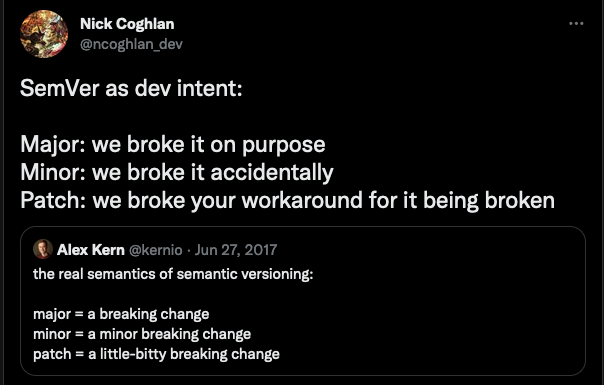 Nick Coghlan
@ncoghlan_dev
SemVer as dev intent:
Major: we broke it on purpose
Minor: we broke it accidentally
Patch: we broke your workaround for it being broken
Alex Kern @kernio · Jun 27, 2017
the real semantics of semantic versioning:
major = a breaking change
minor = a minor breaking change
patch = a little-bitty breaking change